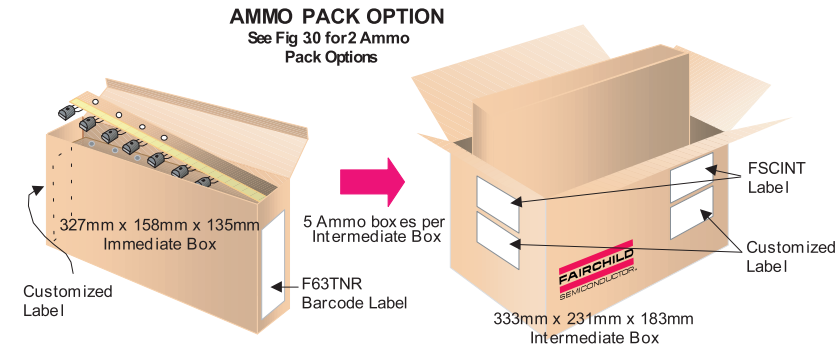 AMMO PACK OPTION
See Fig 3.0 for 2 Ammo
Pack Options
327mm x 158mm x 135mm
Immediate Box
Customized
Label
F63TNR
Barcode Label
5 Ammo boxes per
Intermediate Box
FSCINT
Label
Customized
Label
FAIRCHILD
SEMICONDUCTOR
333mm x 231mm x 183mm
Intermediate Box